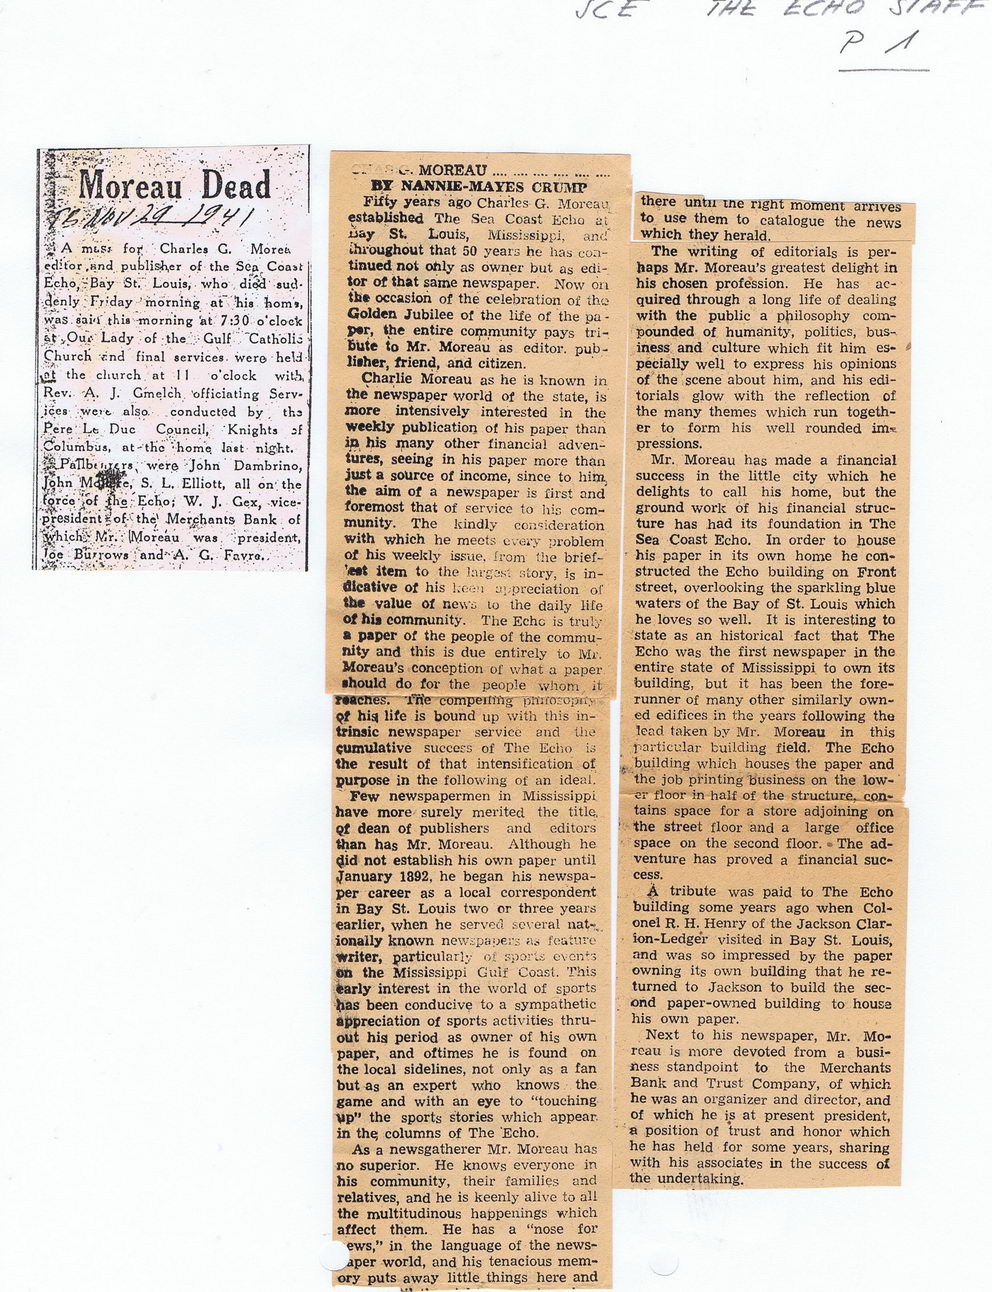 SCE THE ECHO STAFF
P 1
Moreau Dead
NOV 29 1941
A mass for Charles G. Morea
editor and publisher of the Sea Coast
Echo, Bay St. Louis, who died sud-
denly Friday morning at his home,
was said this morning at 7:30 o'clock
at Our Lady of the Gulf Catholic
Church and final services were held
at the church at 11 o'clock with
Rev. A. J. Gmelch officiating Serv-
ices were also conducted by the
Pere Le Duc Council, Knights of
Columbus, at the home last night.
Pallbearers were John Dambrino,
John S. L. Elliott, all on the
force of the Echo; W. J. Gex, vice-
president of the Merchants Bank of
which Mr. Moreau was president,
Joe Burrows and A. G. Favre.
G. MOREAU .... .... .... .... ....
BY NANNIE-MAYES CRUMP
Fifty years ago Charles G. Moreau
established The Sea Coast Echo at
Bay St. Louis, Mississippi, and
throughout that 50 years he has con-
tinued not only as owner but as edi-
tor of that same newspaper. Now on
the occasion of the celebration of the
Golden Jubilee of the life of the pa-
per, the entire community pays tri-
bute to Mr. Moreau as editor, pub-
lisher, friend, and citizen.
Charlie Moreau as he is known in
the newspaper world of the state, is
more intensively interested in the
weekly publication of his paper than
in his many other financial adven-
tures, seeing in his paper more than
just a source of income, since to him,
the aim of a newspaper is first and
foremost that of service to his com-
munity. The kindly consideration
with which he meets every problem
of his weekly issue, from the brief-
est item to the largest story, is in-
dicative of his keen appreciation of
the value of news to the daily life
of his community. The Echo is truly
a paper of the people of the commu-
nity and this is due entirely to Mr.
Moreau's conception of what a paper
should do for the people whom it
reaches. The compelling philosophy
of his life is bound up with this in-
trinsic newspaper service and the
cumulative success of The Echo is
the result of that intensification of
purpose in the following of an ideal.
Few newspapermen in Mississippi
have more surely merited the title,
of dean of publishers and editors
than has Mr. Moreau. Although he
did not establish his own paper until
January 1892, he began his newspa-
per career as a local correspondent
in Bay St. Louis two or three years
earlier, when he served several nat-
ionally known newspapers as feature
writer, particularly of sports events
on the Mississippi Gulf Coast. This
early interest in the world of sports
has been conducive to a sympathetic
appreciation of sports activities thru-
out his period as owner of his own
paper, and oftimes he is found on
the local sidelines, not only as a fan
but as an expert who knows the
game and with an eye to "touching
up" the sports stories which appear
in the columns of The Echo.
As a newsgatherer Mr. Moreau has
no superior. He knows everyone in
his community, their families and
relatives, and he is keenly alive to all
the multitudinous happenings which
affect them. He has a "nose for
ews," in the language of the news-
aper world, and his tenacious mem-
ory puts away little things here and
there until the right moment arrives
to use them to catalogue the news
which they herald.
The writing of editorials is per-
haps Mr. Moreau's greatest delight in
his chosen profession. He has ac-
quired through a long life of dealing
with the public a philosophy com-
pounded of humanity, politics, bus-
iness and culture which fit him es-
pecially well to express his opinions
of the scene about him, and his edi-
torials glow with the reflection of
the many themes which run togeth-
er to form his well rounded im-
pressions.
Mr. Moreau has made a financial
success in the little city which he
delights to call his home, but the
ground work of his financial struc-
ture has had its foundation in The
Sea Coast Echo. In order to house
his paper in its own home he con-
structed the Echo building on Front
street, overlooking the sparkling blue
waters of the Bay of St. Louis which
he loves so well. It is interesting to
state as an historical fact that The
Echo was the first newspaper in the
entire state of Mississippi to own its
building, but it has been the fore-
runner of many other similarly own-
ed edifices in the years following the
lead taken by Mr. Moreau in this
particular building field. The Echo
building which houses the paper and
the job printing business on the low-
er floor in half of the structure, con-
tains space for a store adjoining on
the street floor and a large office
space on the second floor. The ad-
venture has proved a financial suc-
cess.
A tribute was paid to The Echo
building some years ago when Col-
onel R. H. Henry of the Jackson Clar-
ion-Ledger visited in Bay St. Louis,
and was so impressed by the paper
owning its own building that he re-
turned to Jackson to build the sec-
ond paper-owned building to house
his own paper.
Next to his newspaper, Mr. Mo-
reau is more devoted from a busi-
ness standpoint to the Merchants
Bank and Trust Company, of which
he was an organizer and director, and
of which he is at present president,
a position of trust and honor which
he has held for some years, sharing
with his associates in the success of
the undertaking.